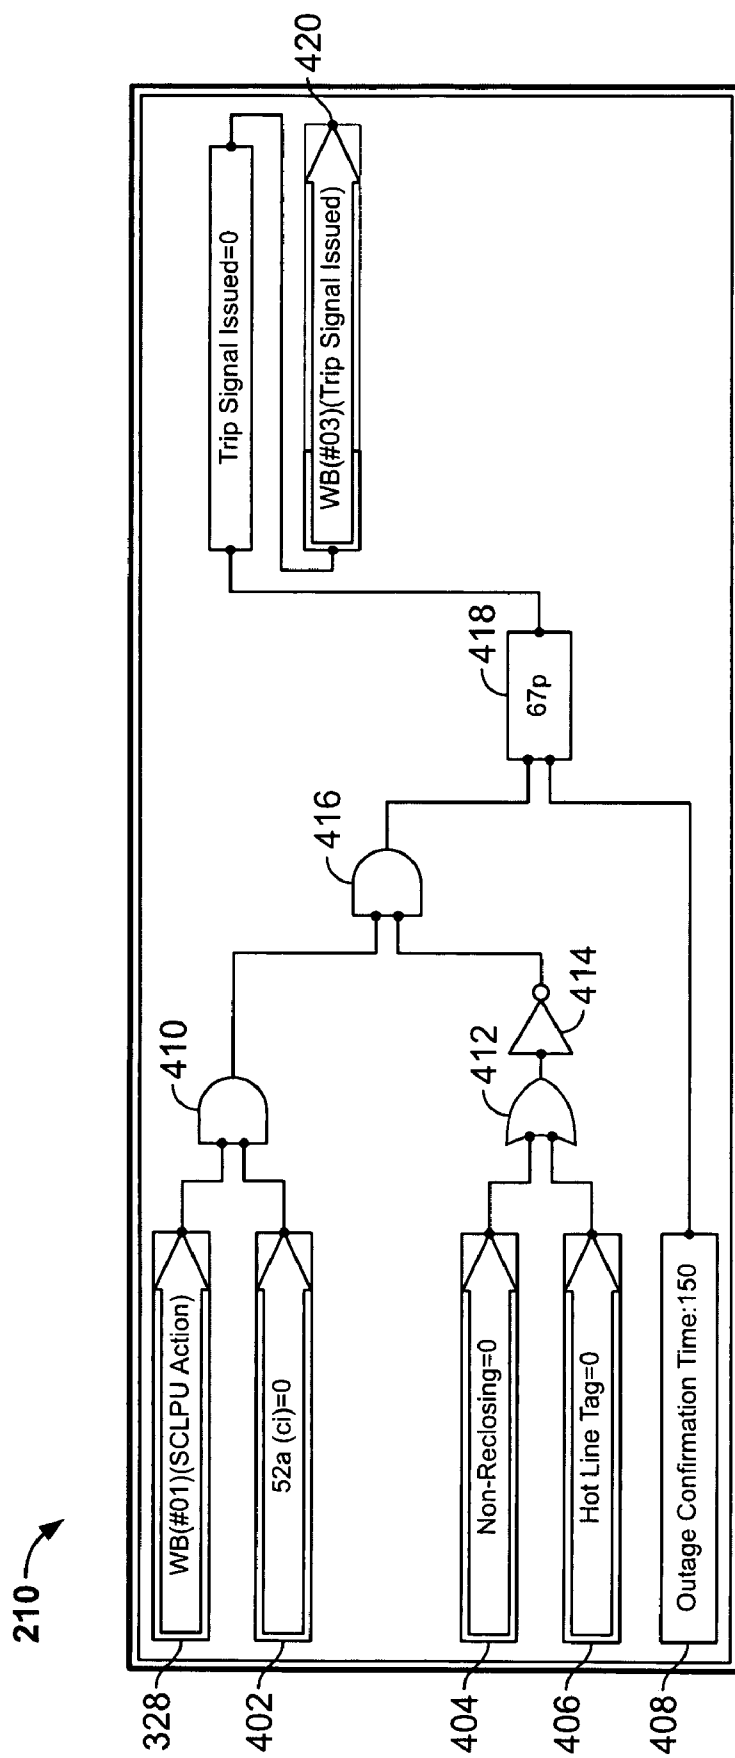 210
328
WB(#01)(SCLPU Action)
402
52a (ci)=0
404
Non-Reclosing=0
406
Hot Line Tag=0
408
Outage Confirmation Time:150
410
412
414
416
418
67p
Trip Signal Issued=0
WB(#03)(Trip Signal Issued)
420